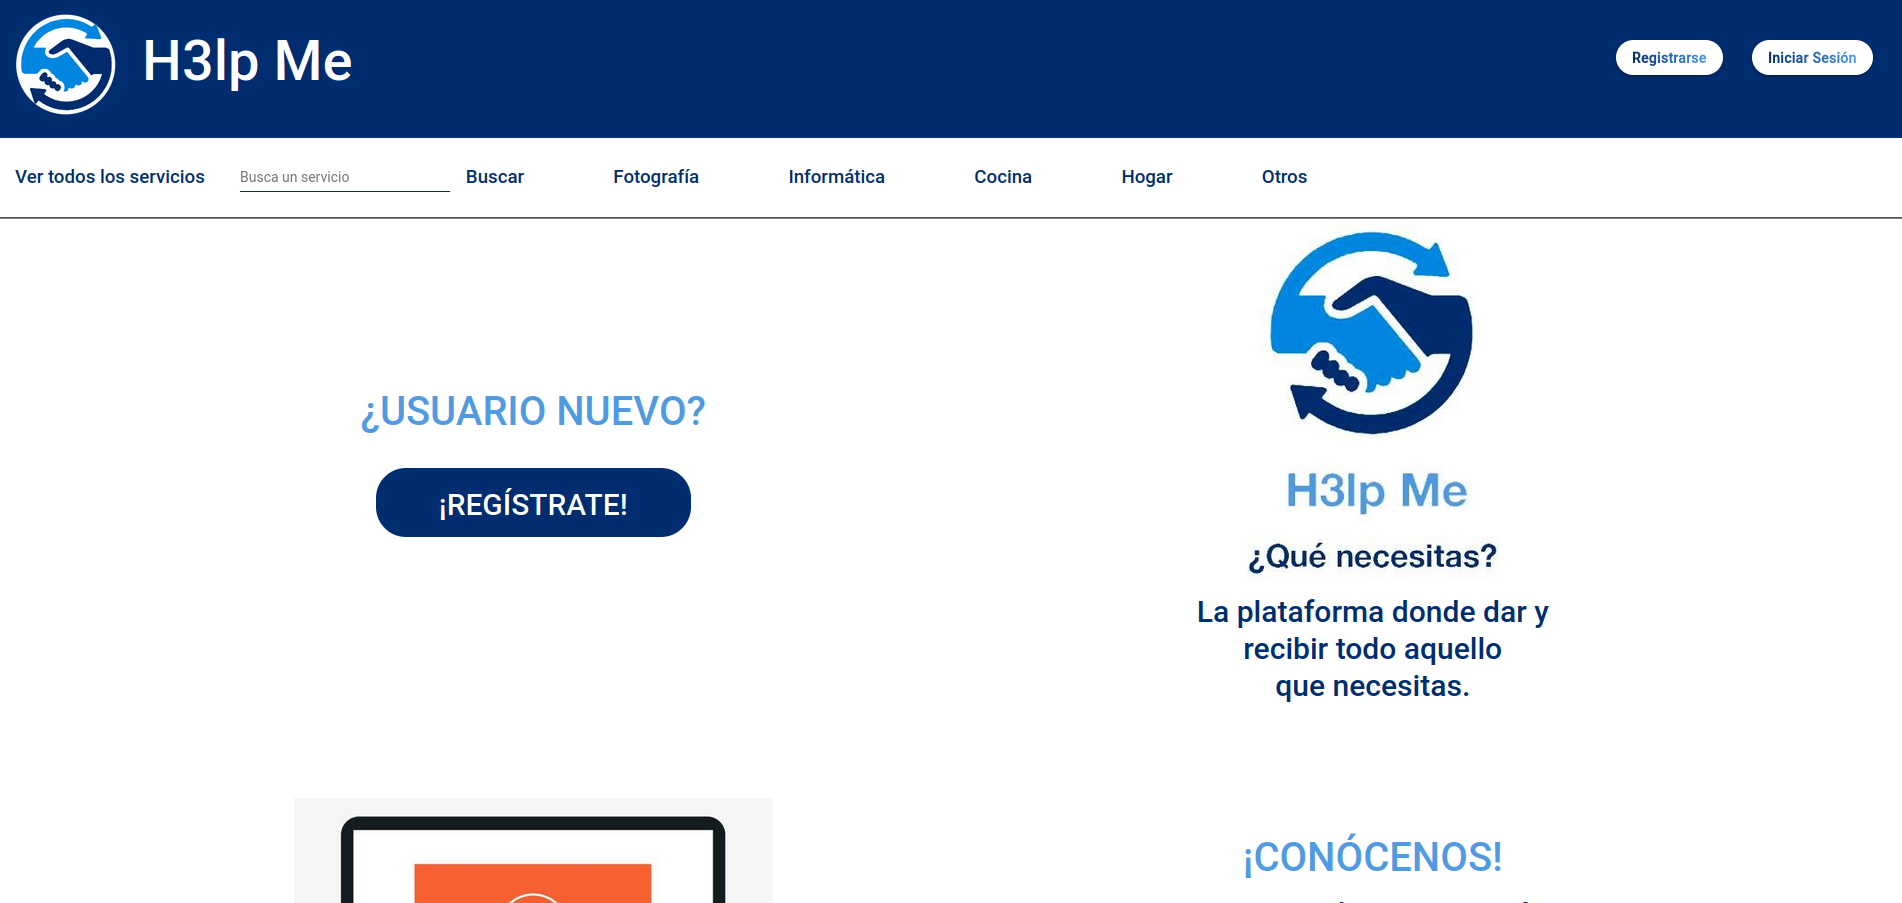 H3lp Me
Registrarse
Iniciar Sesión
Ver todos los servicios
Busca un servicio
Buscar
Fotografía
Informática
Cocina
Hogar
Otros
¿USUARIO NUEVO?
¡REGÍSTRATE!
H3lp Me
¿Qué necesitas?
La plataforma donde dar y
recibir todo aquello
que necesitas.
¡CONÓCENOS!